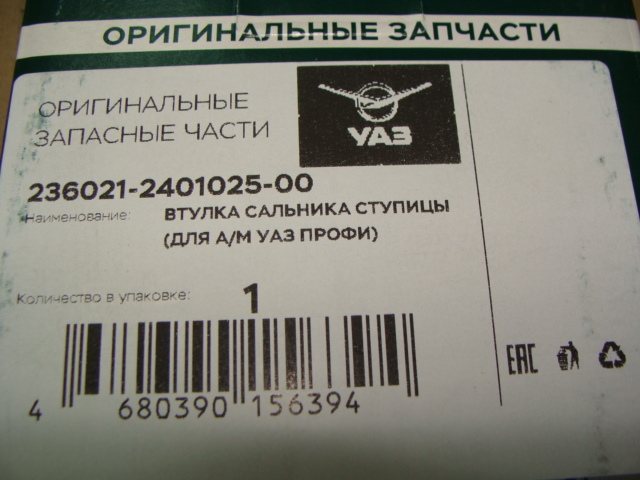 ОРИГИНАЛЬНЫЕ ЗАПЧАСТИ
ОРИГИНАЛЬНЫЕ
ЗАПАСНЫЕ ЧАСТИ
УАЗ
236021-2401025-00
Наименование: ВТУЛКА САЛЬНИКА СТУПИЦЫ
(ДЛЯ А/М УАЗ ПРОФИ)
Количество в упаковке: 1
4 680390 156394
EAC